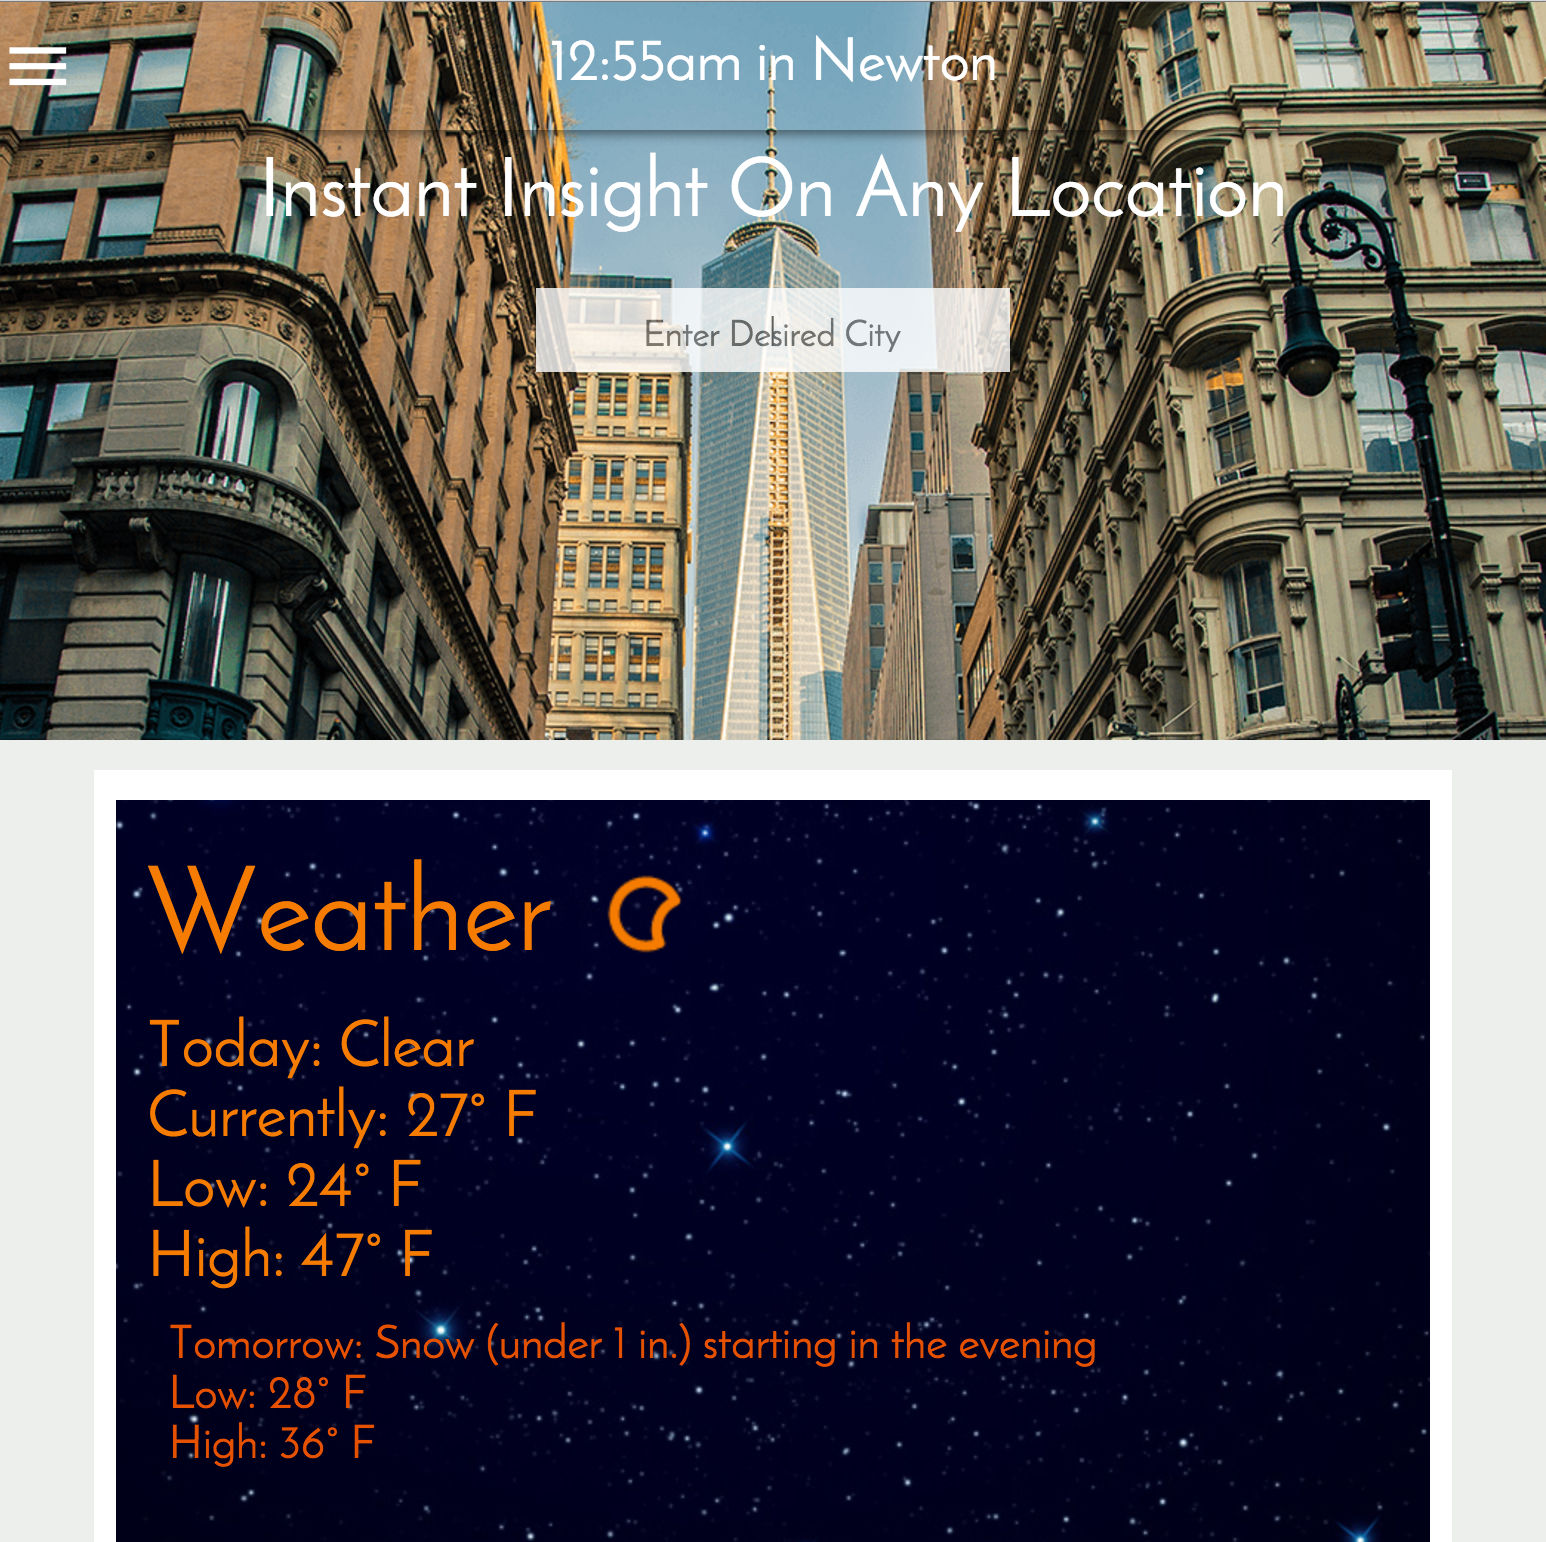 12:55am in Newton
Instant Insight On Any Location
Enter Desired City
Weather
Today: Clear
Currently: 27° F
Low: 24° F
High: 47° F
Tomorrow: Snow (under 1 in.) starting in the evening
Low: 28° F
High: 36° F